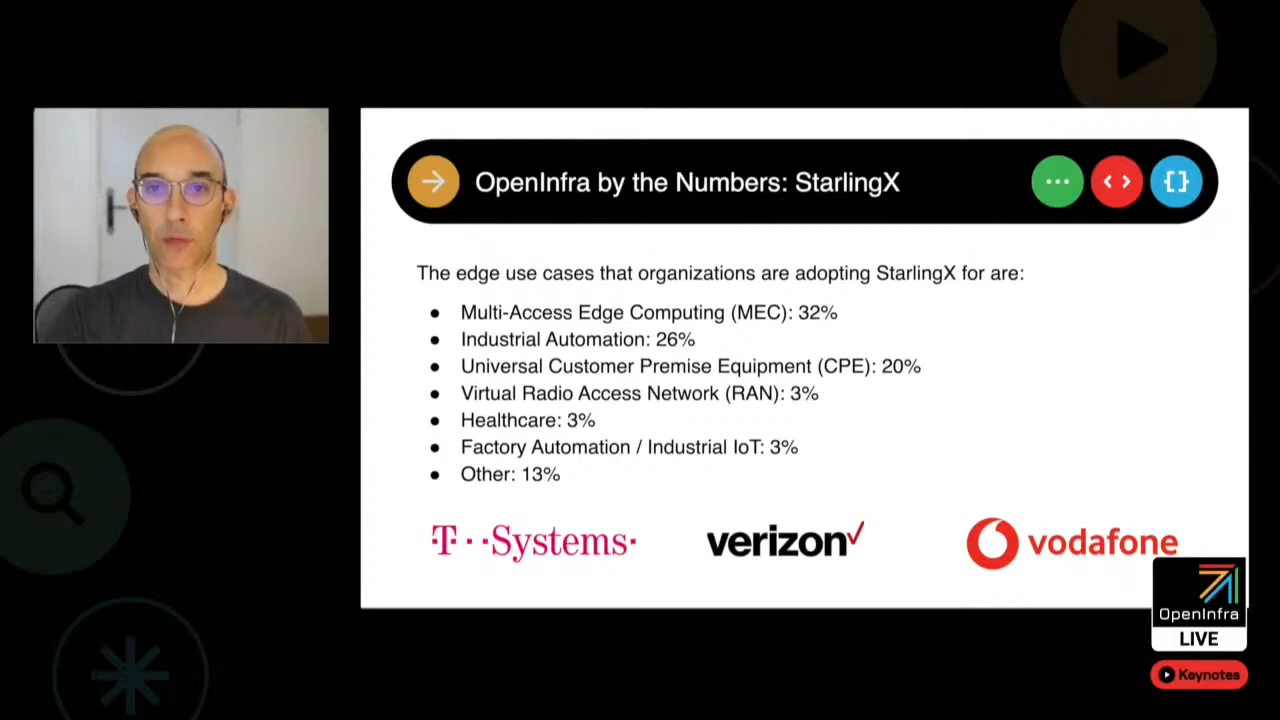 OpenInfra by the Numbers: StarlingX
The edge use cases that organizations are adopting StarlingX for are:
● Multi-Access Edge Computing (MEC): 32%
● Industrial Automation: 26%
● Universal Customer Premise Equipment (CPE): 20%
● Virtual Radio Access Network (RAN): 3%
● Healthcare: 3%
● Factory Automation / Industrial IoT: 3%
● Other: 13%
T··Systems·
verizon✓
vodafone
OpenInfra
LIVE
Keynotes